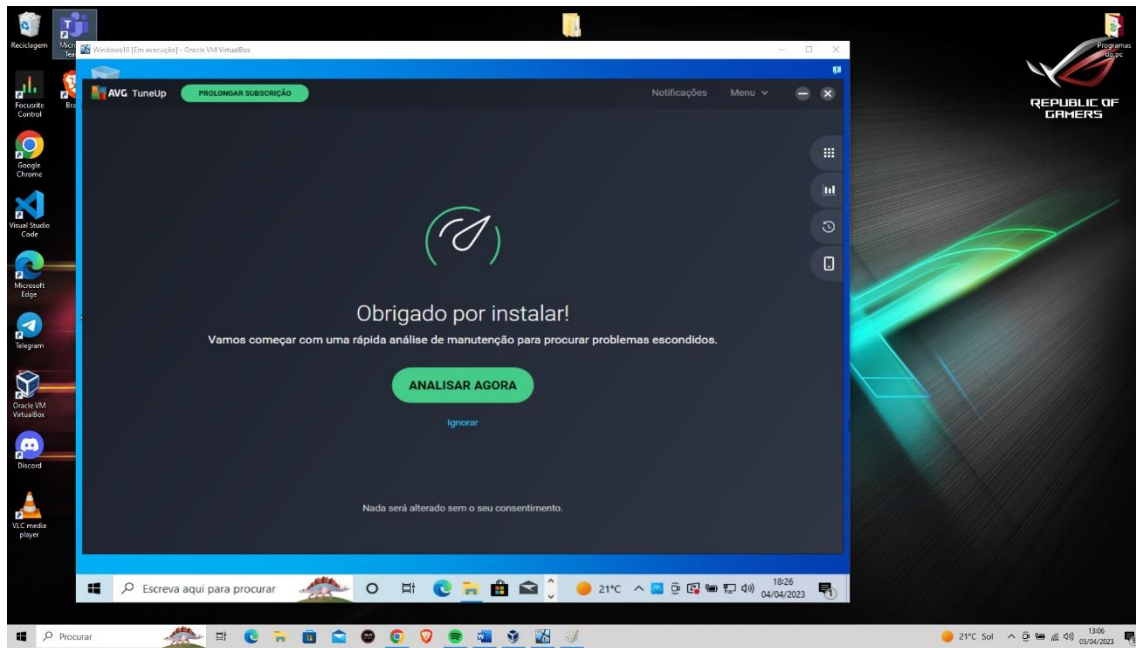 Reciclagem
Windows10 [Em execução] - Oracle VM VirtualBox
Programas
do pc
AVG TuneUp
PROLONGAR SUBSCRIÇÃO
Notificações
Menu
REPUBLIC OF
GAMERS
Focusrite
Control
Google
Chrome
Visual Studio
Code
Microsoft
Edge
Telegram
Oracle VM
VirtualBox
Discord
VLC media
player
Obrigado por instalar!
Vamos começar com uma rápida análise de manutenção para procurar problemas escondidos.
ANALISAR AGORA
Ignorar
Nada será alterado sem o seu consentimento.
Escreva aqui para procurar
21°C
18:26
04/04/2023
1
Procurar
21°C Sol
13:06
05/04/2023